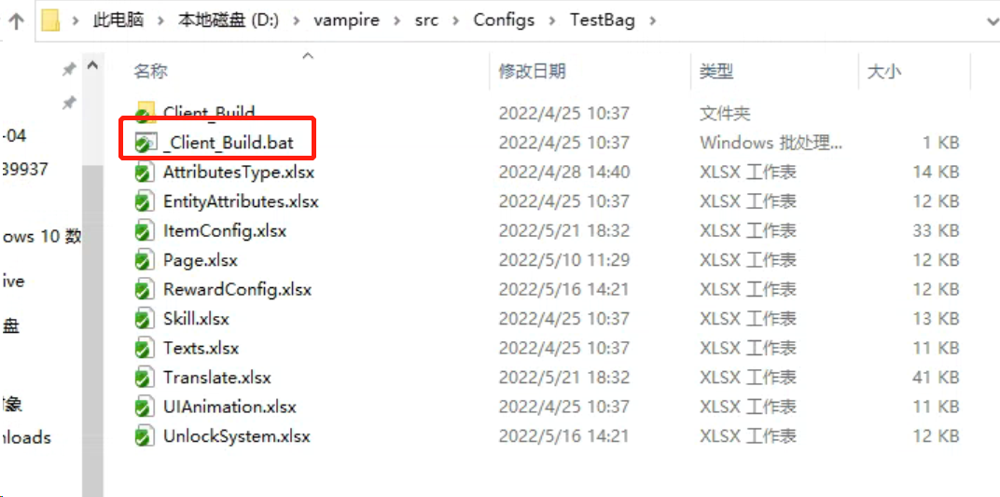 此电脑 > 本地磁盘 (D:) > vampire > src > Configs > TestBag >
名称 修改日期 类型 大小
Client_Build 2022/4/25 10:37 文件夹
_Client_Build.bat 2022/4/25 10:37 Windows 批处理... 1 KB
AttributesType.xlsx 2022/4/28 14:40 XLSX 工作表 14 KB
EntityAttributes.xlsx 2022/4/25 10:37 XLSX 工作表 12 KB
ItemConfig.xlsx 2022/5/21 18:32 XLSX 工作表 33 KB
Page.xlsx 2022/5/10 11:29 XLSX 工作表 12 KB
RewardConfig.xlsx 2022/5/16 14:21 XLSX 工作表 12 KB
Skill.xlsx 2022/4/25 10:37 XLSX 工作表 13 KB
Texts.xlsx 2022/4/25 10:37 XLSX 工作表 11 KB
Translate.xlsx 2022/5/21 18:32 XLSX 工作表 41 KB
UIAnimation.xlsx 2022/4/25 10:37 XLSX 工作表 11 KB
UnlockSystem.xlsx 2022/5/16 14:21 XLSX 工作表 12 KB
-04
39937
ows 10 数
ive
盘
象
nloads